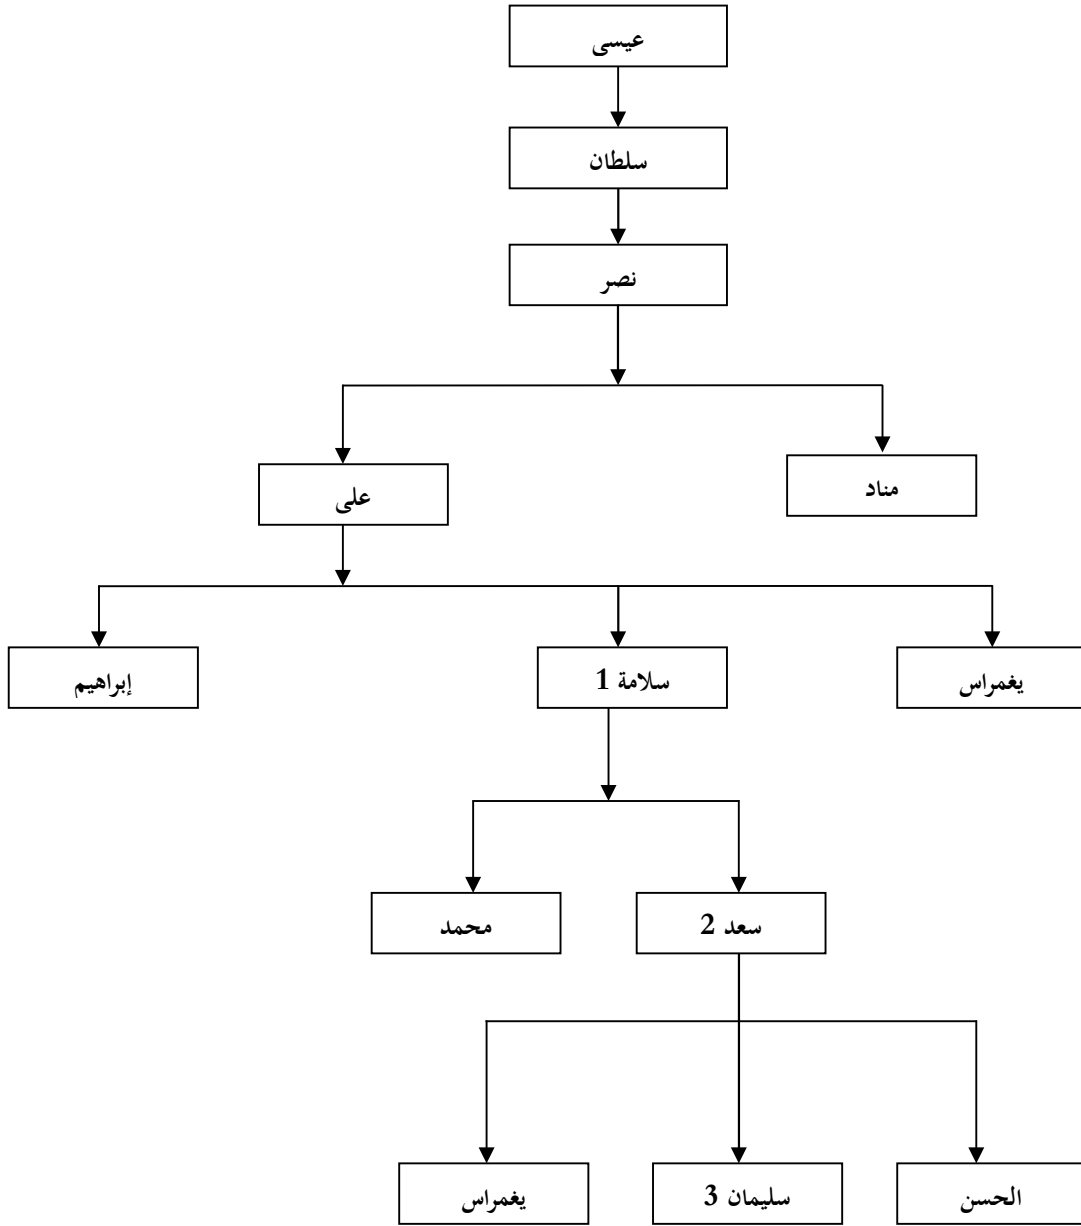 عيسى
سلطان
نصر
مناد
على
يغمراس
سلامة 1
إبراهيم
سعد 2
محمد
الحسن
سليمان 3
يغمراس